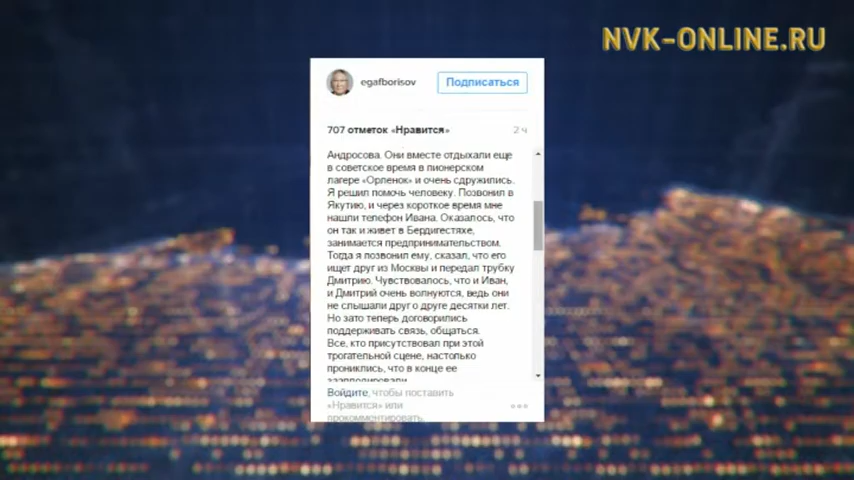 NVK-ONLINE.RU
egafborisov
Подписаться
707 отметок «Нравится»
2 ч
Андросова. Они вместе отдыхали еще
в советское время в пионерском
лагере «Орленок» и очень сдружились.
Я решил помочь человеку. Позвонил в
Якутию, и через короткое время мне
нашли телефон Ивана. Оказалось, что
он так и живет в Бердигестяхе,
занимается предпринимательством.
Тогда я позвонил ему, сказал, что его
ищет друг из Москвы и передал трубку
Дмитрию. Чувствовалось, что и Иван,
и Дмитрий очень волнуются, ведь они
не слышали друг о друге десятки лет.
Но зато теперь договорились
поддерживать связь, общаться.
Все, кто присутствовал при этой
трогательной сцене, настолько
прониклись, что в конце ее
зааплодировали
Войдите, чтобы поставить
«Нравится» или
прокомментировать.